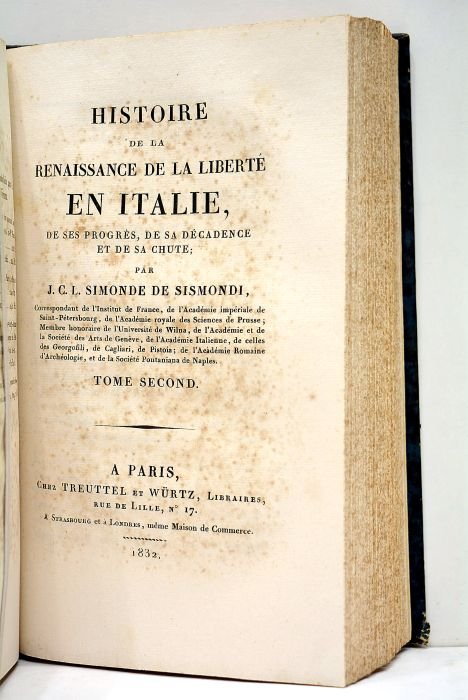 HISTOIRE
DE LA
RENAISSANCE DE LA LIBERTÉ
EN ITALIE,
DE SES PROGRÈS, DE SA DÉCADENCE
ET DE SA CHUTE;
PAR
J. C. L. SIMONDE DE SISMONDI,
Correspondant de l'Institut de France, de l'Académie impériale de
Saint-Pétersbourg, de l'Académie royale des Sciences de Prusse;
Membre honoraire de l'Université de Wilna, de l'Académie et de
la Société des Arts de Genève, de l'Académie Italienne, de celles
des Géorgofili, de Cagliari, de Pistoia; de l'Académie Romaine
d'Archéologie, et de la Société Pontaniana de Naples.
TOME SECOND.
A PARIS,
CHEZ TREUTTEL ET WÜRTZ, LIBRAIRES,
RUE DE LILLE, N° 17.
A STRASBOURG et à LONDRES, même Maison de Commerce.
1832.